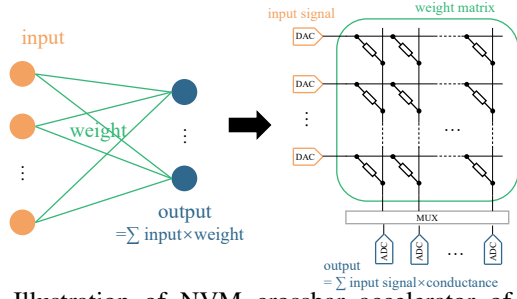 input
weight
output
=∑ input×weight
input signal
weight matrix
DAC
DAC
DAC
MUX
ADC
ADC
ADC
output
= ∑ input signal×conductance
Illustration of NVM crossbar accelerator of